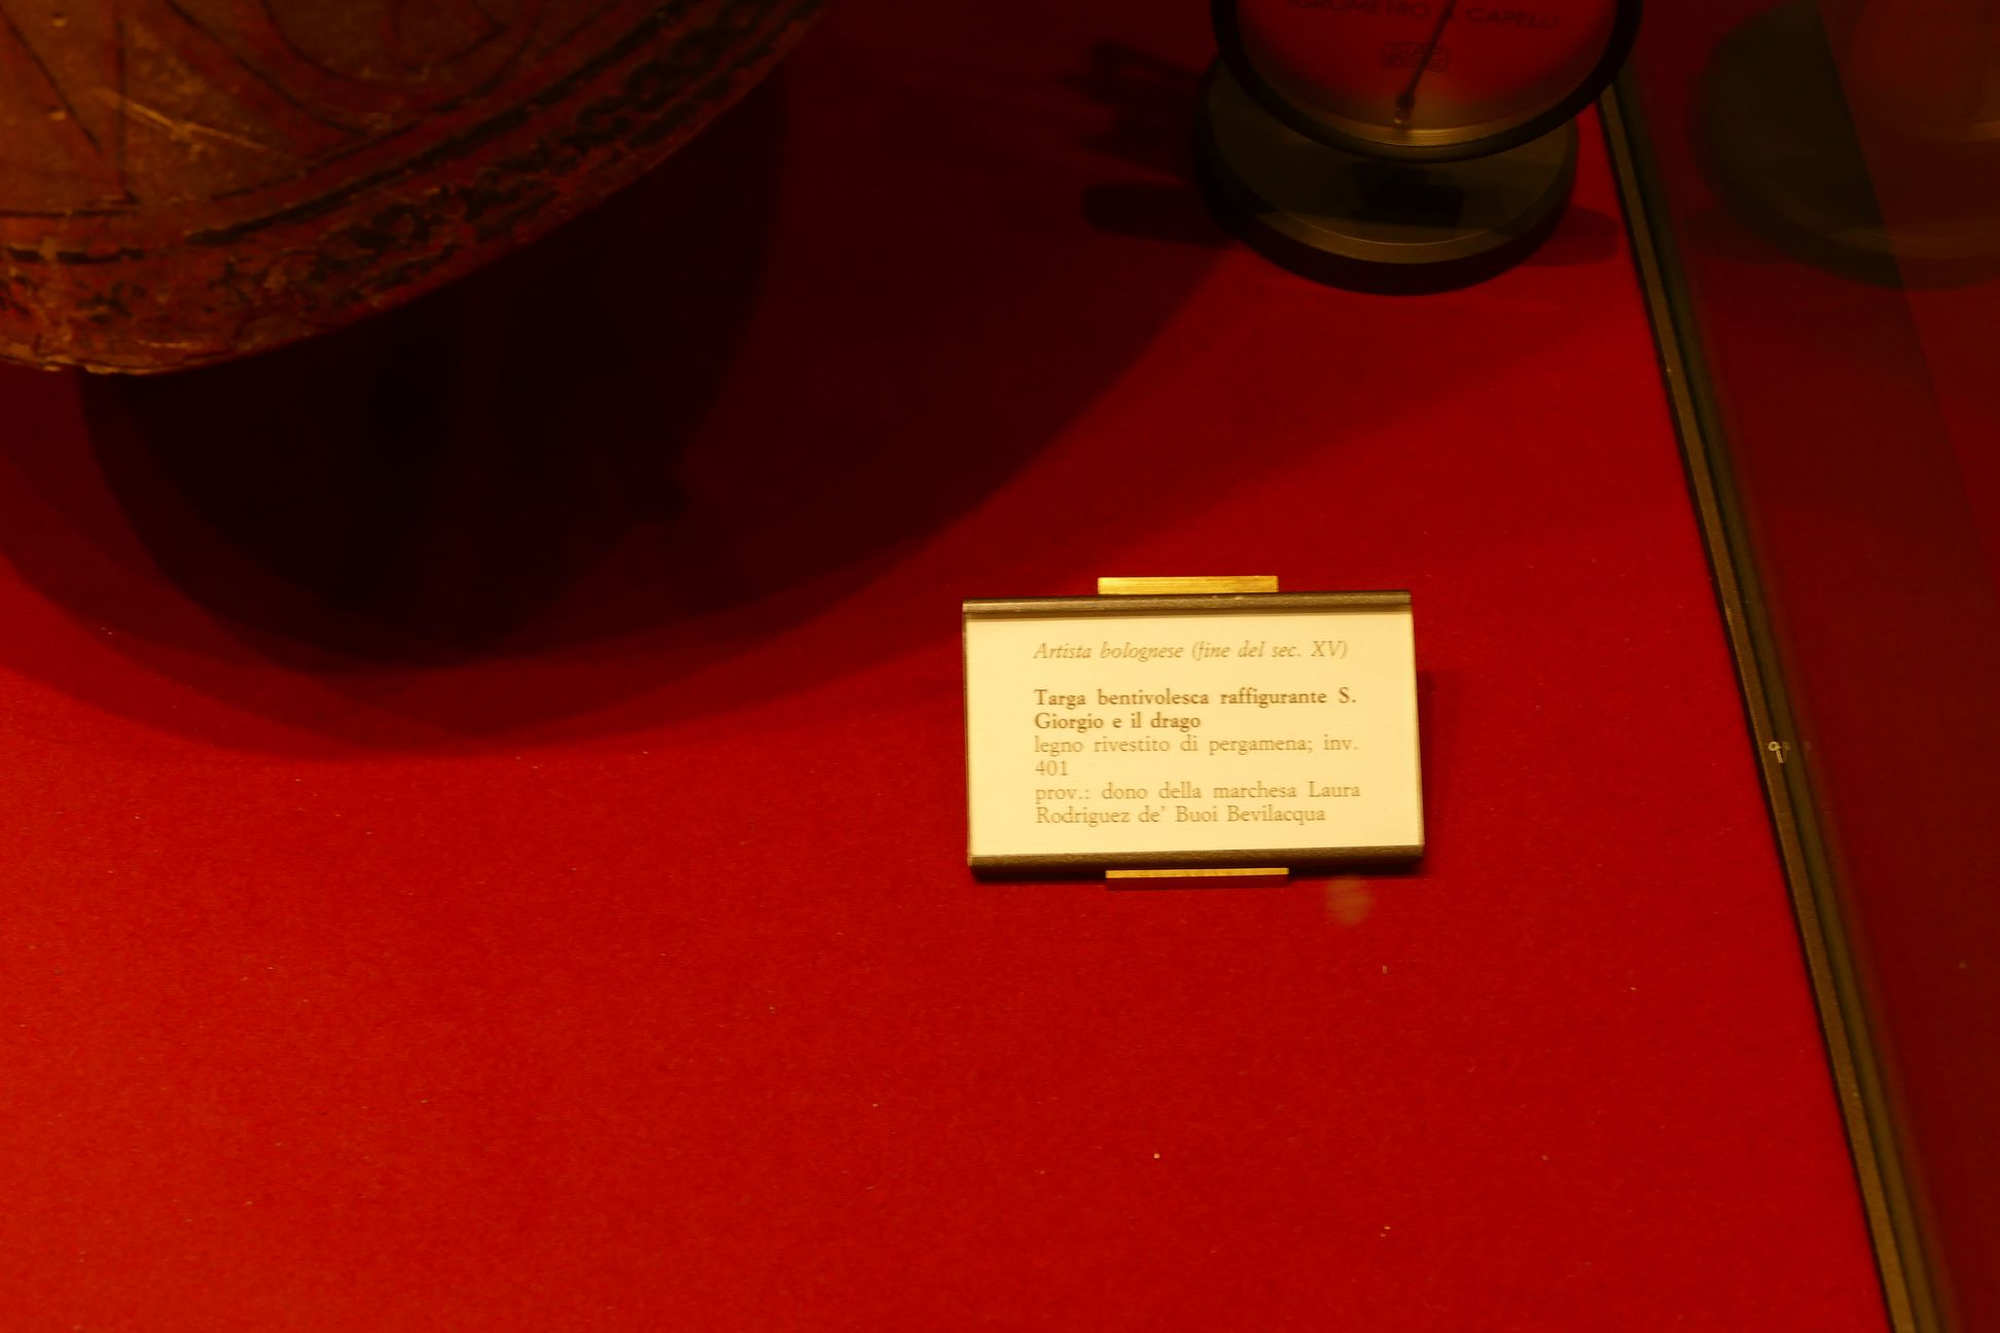 A CAPELLI
Artista bolognese (fine del sec. XV)
Targa bentivolesca raffigurante S.
Giorgio e il drago
legno rivestito di pergamena; inv.
401
prov.: dono della marchesa Laura
Rodriguez de' Buoi Bevilacqua